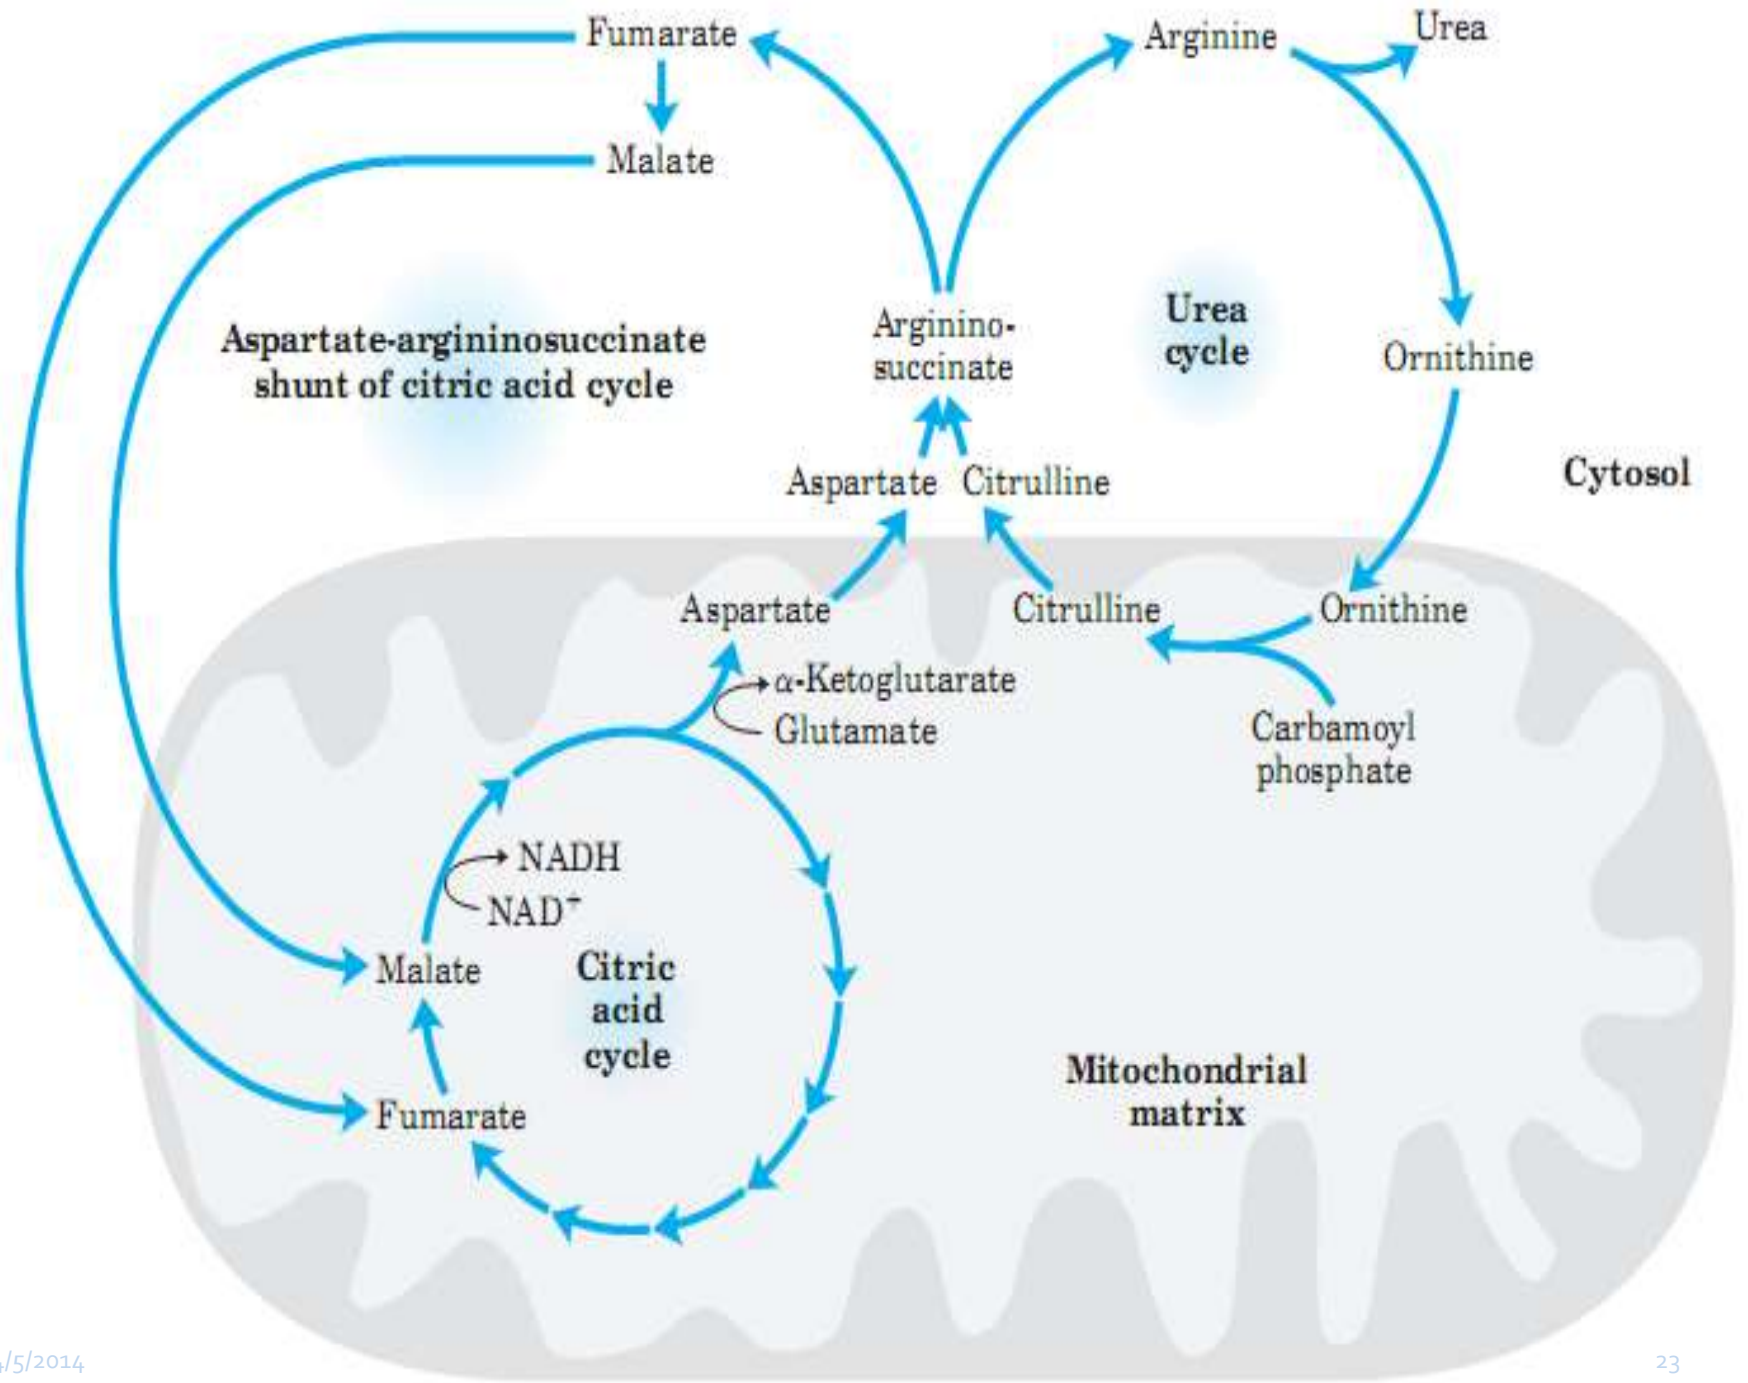 Fumarate
Arginine
Urea
Malate
Aspartate-argininosuccinate
shunt of citric acid cycle
Arginino-
succinate
Urea
cycle
Ornithine
Aspartate
Citrulline
Cytosol
Aspartate
Citrulline
Ornithine
α-Ketoglutarate
Glutamate
Carbamoyl
phosphate
NADH
NAD⁺
Malate
Citric
acid
cycle
Fumarate
Mitochondrial
matrix
/5/2014
23